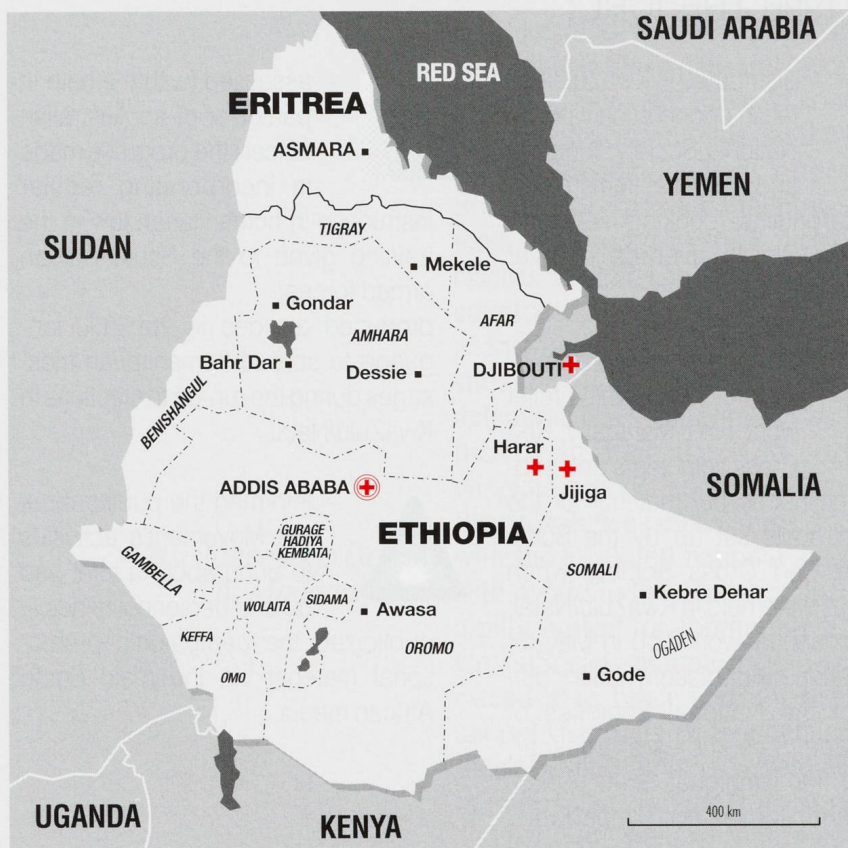 SAUDI ARABIA
RED SEA
ERITREA
ASMARA
YEMEN
TIGRAY
SUDAN
Mekele
Gondar
AFAR
AMHARA
Bahr Dar
Dessie
DJIBOUTI
BENISHANGUL
Harar
ADDIS ABABA
Jijiga
SOMALIA
ETHIOPIA
GURAGE
HADIYA
KEMBATA
GAMBELLA
SOMALI
Kebre Dehar
WOLAITA
SIDAMA
Awasa
KEFFA
OROMO
OGADEN
OMO
Gode
UGANDA
KENYA
400 km